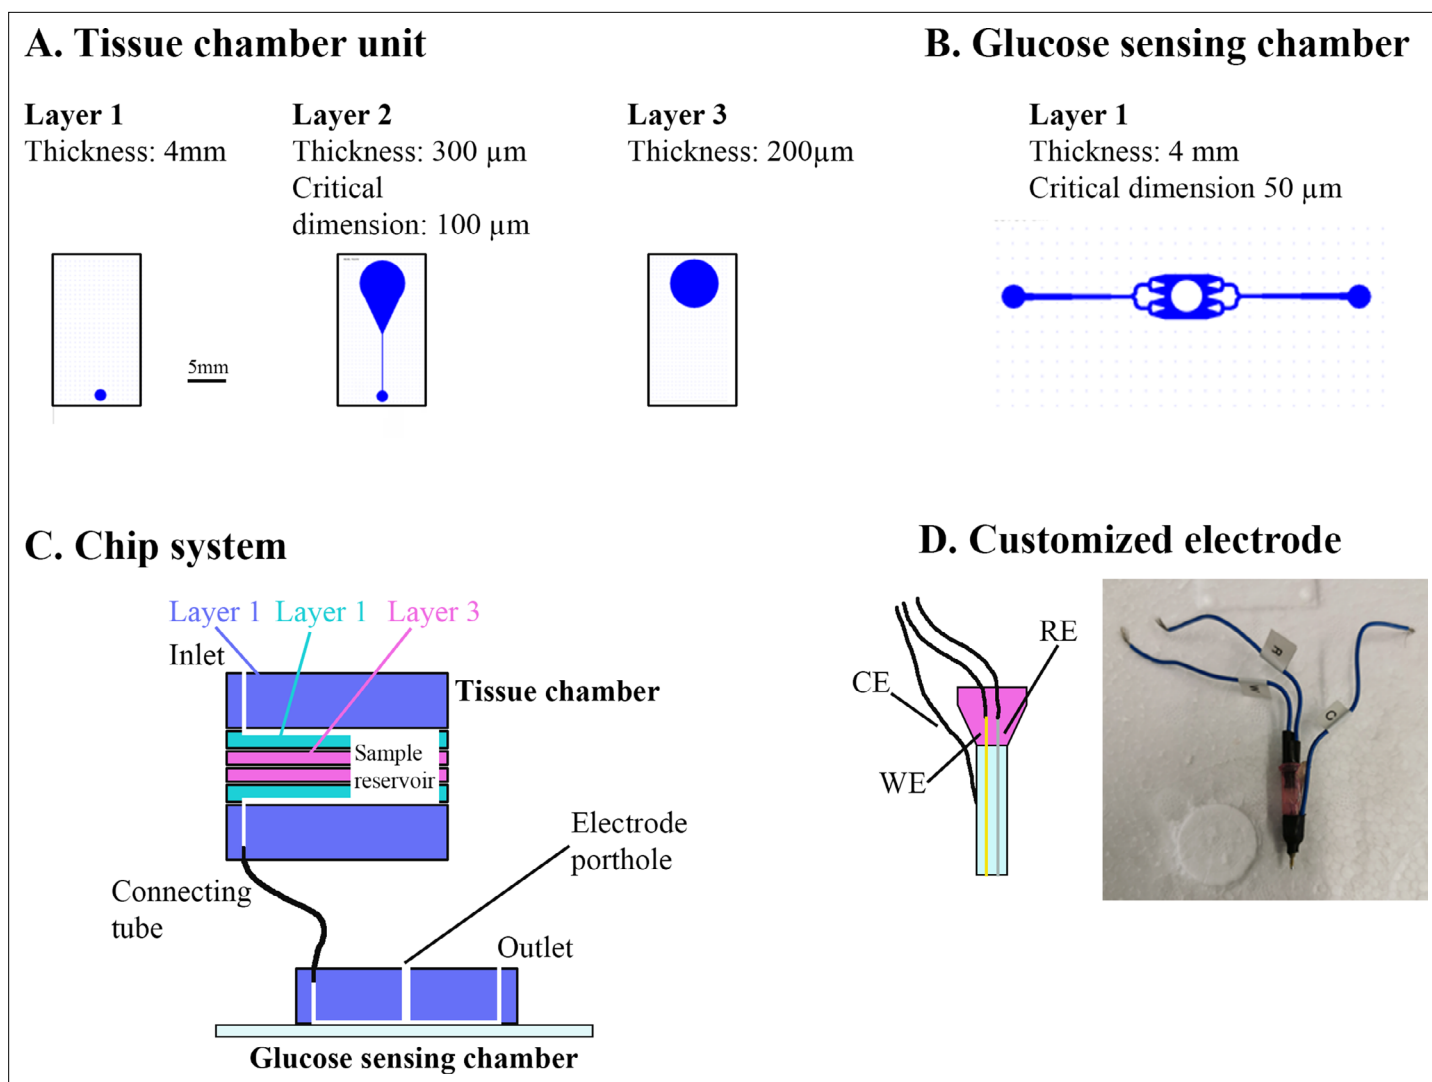 A. Tissue chamber unit
B. Glucose sensing chamber
Layer 1
Thickness: 4mm
Layer 2
Thickness: 300 µm
Critical
dimension: 100 µm
Layer 3
Thickness: 200µm
Layer 1
Thickness: 4 mm
Critical dimension 50 µm
5mm
C. Chip system
Layer 1 Layer 1 Layer 3
Inlet
Tissue chamber
Sample
reservoir
Connecting
tube
Electrode
porthole
Outlet
Glucose sensing chamber
D. Customized electrode
RE
CE
WE
R
W
C